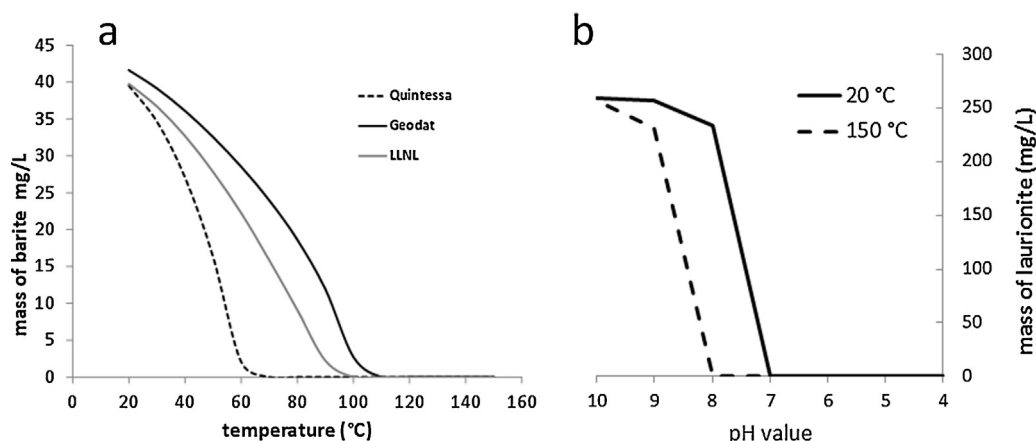 a
45
40
35
30
25
20
15
10
5
0
mass of barite mg/L
Quintessa
Geodat
LLNL
0 20 40 60 80 100 120 140 160
temperature (°C)
b
20 °C
150 °C
300
250
200
150
100
50
0
mass of laurionite (mg/L)
10 9 8 7 6 5 4
pH value